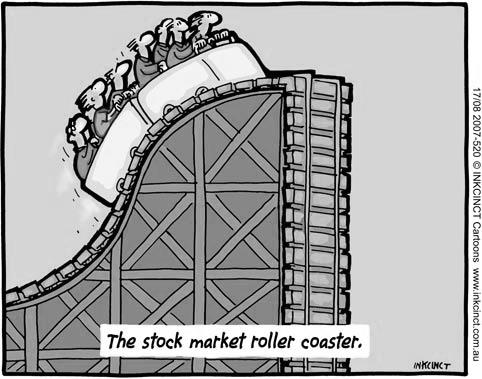 The stock market roller coaster.
INKCINCT
17/08 2007-520 © INKCINCT Cartoons www.inkcinct.com.au